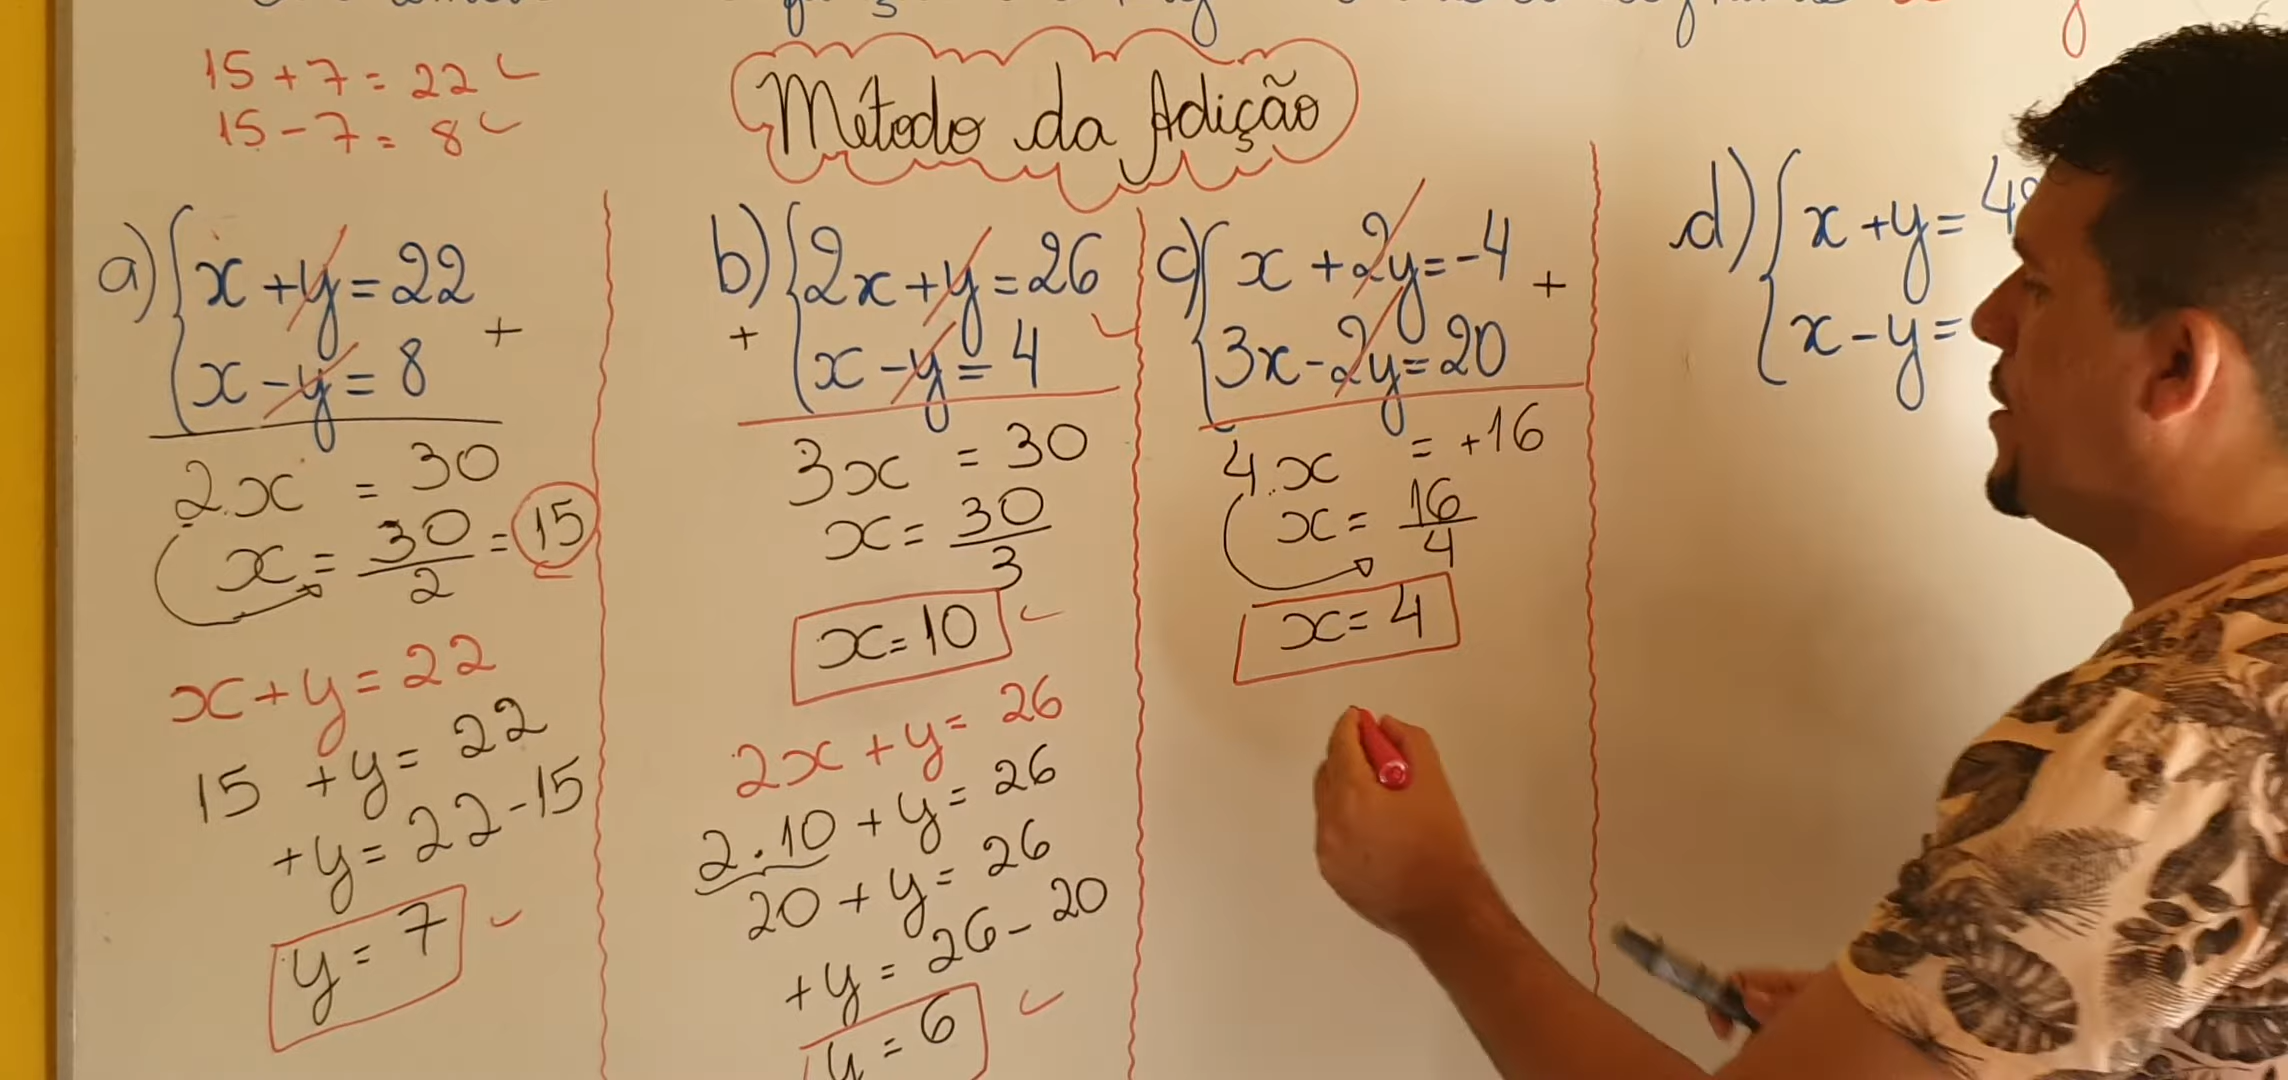 15 + 7 = 22
15 - 7 = 8
Método da Adição
a) { x + y = 22
x - y = 8 +
2x = 30
x = 30/2 = 15
x + y = 22
15 + y = 22
+y = 22 - 15
y = 7
b) { 2x + y = 26
+ x - y = 4
3x = 30
x = 30/3
x = 10
2x + y = 26
2 . 10 + y = 26
20 + y = 26
+y = 26 - 20
y = 6
c) { x + 2y = -4 +
3x - 2y = 20
4.x = +16
x = 16/4
x = 4
d) { x + y =
x - y =